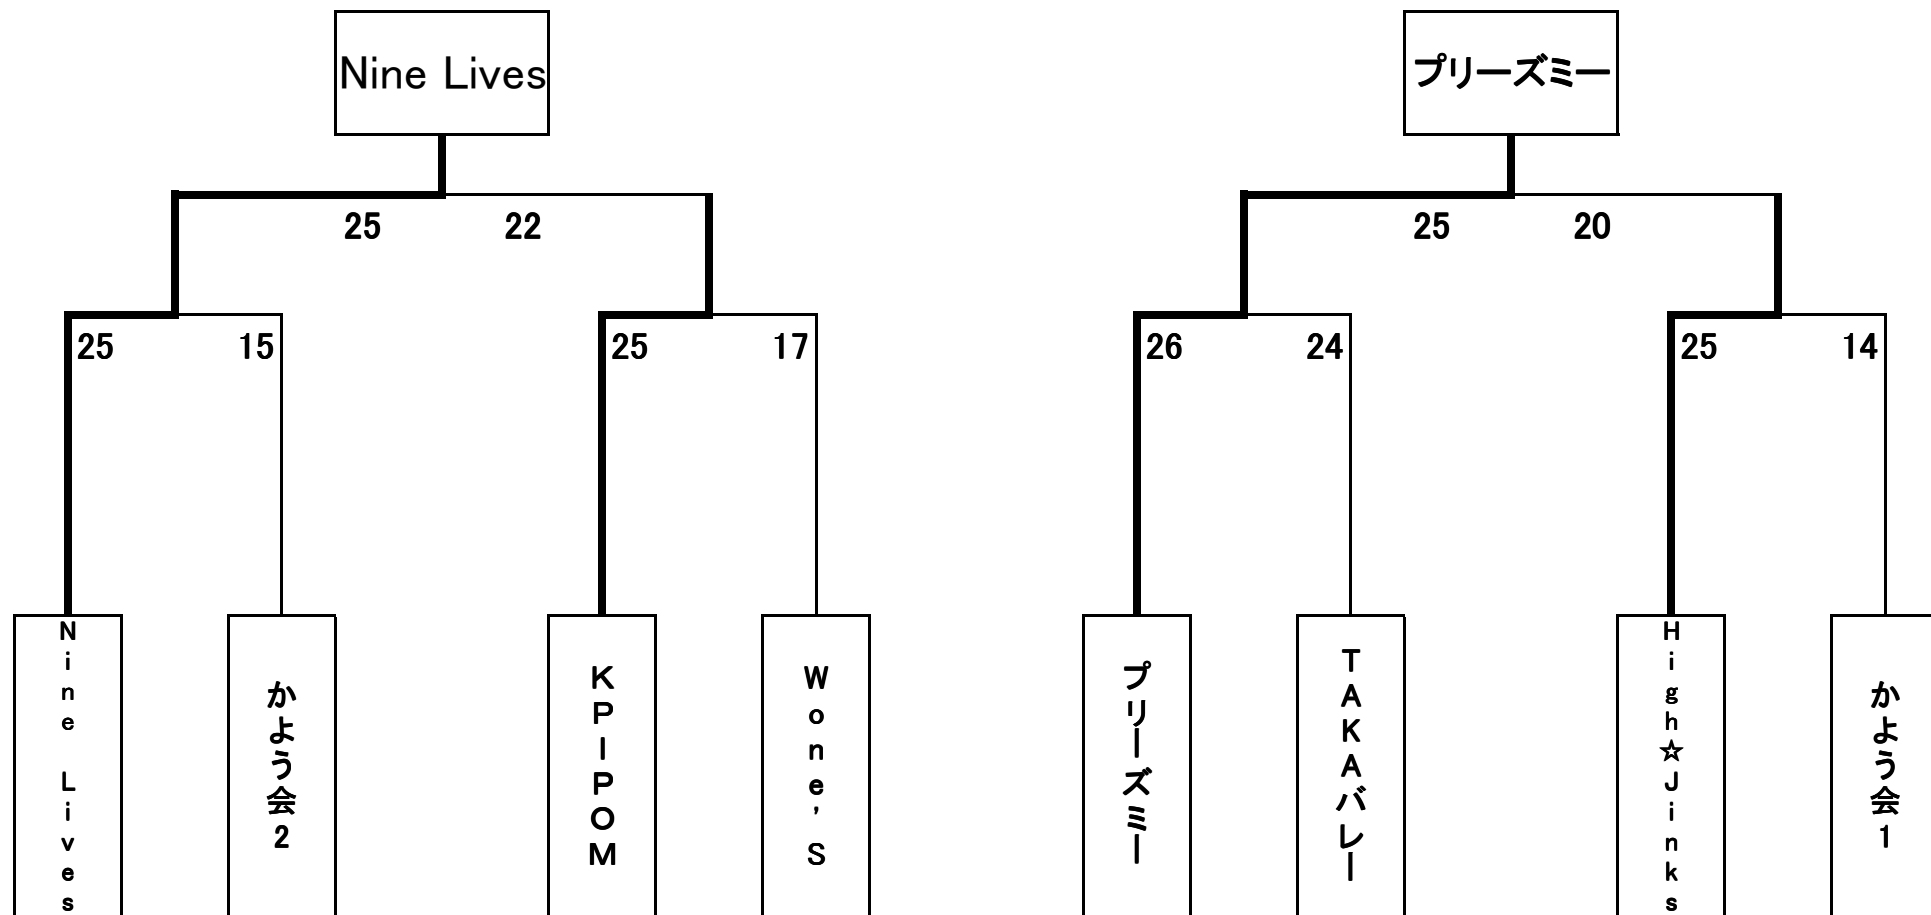 Nine Lives
プリーズミー
25
22
25
20
25
15
25
17
26
24
25
14
Nine Lives
かよう会2
KPIPOM
Wone'S
プリーズミー
TAKAバレー
High☆Jinks
かよう会1